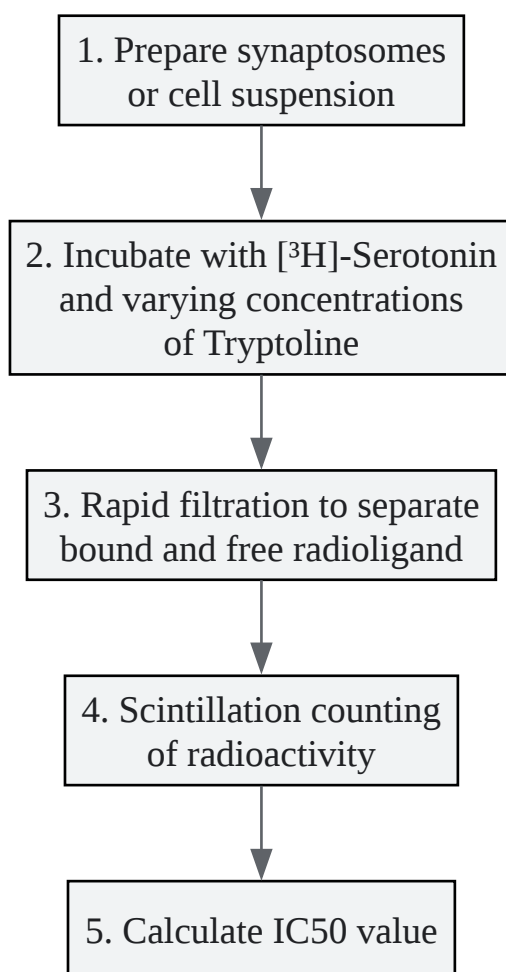 1. Prepare synaptosomes
or cell suspension
2. Incubate with [³H]-Serotonin
and varying concentrations
of Tryptoline
3. Rapid filtration to separate
bound and free radioligand
4. Scintillation counting
of radioactivity
5. Calculate IC50 value